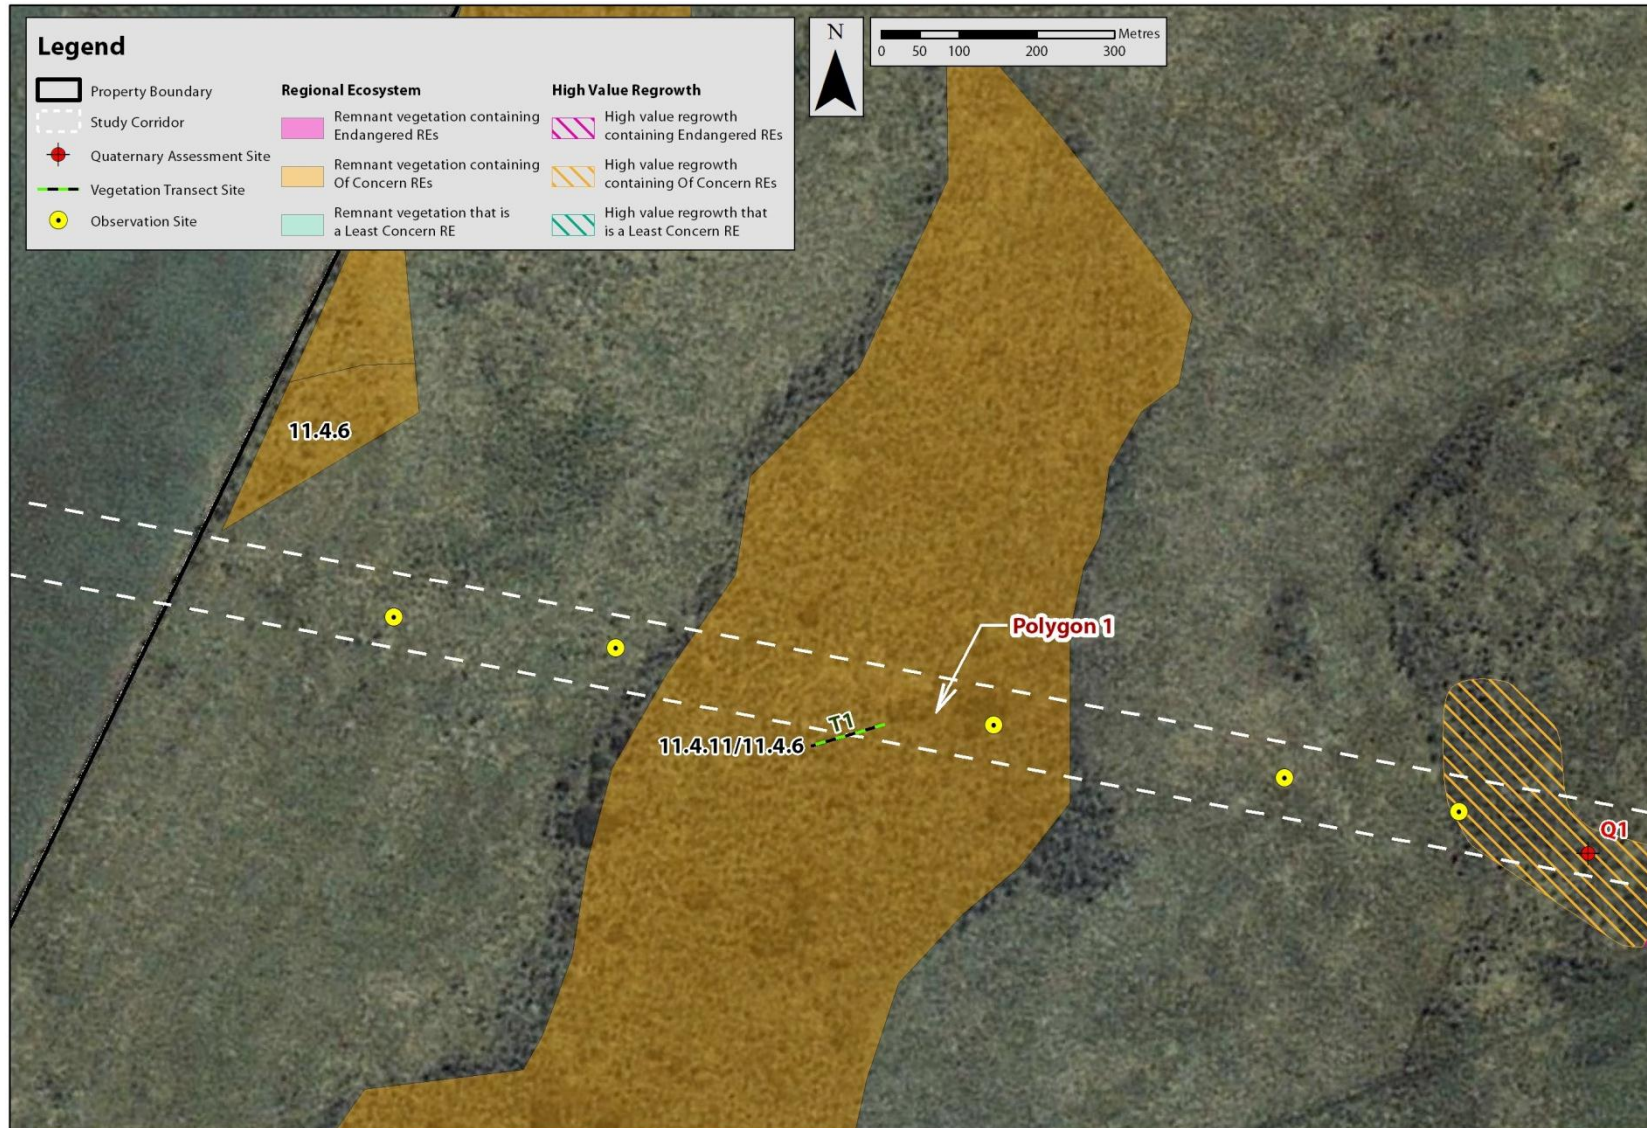 Legend
Property Boundary
Study Corridor
Quaternary Assessment Site
Vegetation Transect Site
Observation Site
Regional Ecosystem
Remnant vegetation containing
Endangered REs
Remnant vegetation containing
Of Concern REs
Remnant vegetation that is
a Least Concern RE
High Value Regrowth
High value regrowth
containing Endangered REs
High value regrowth
containing Of Concern REs
High value regrowth that
is a Least Concern RE
N
Metres
0 50 100 200 300
11.4.6
Polygon 1
T1
11.4.11/11.4.6
Q1